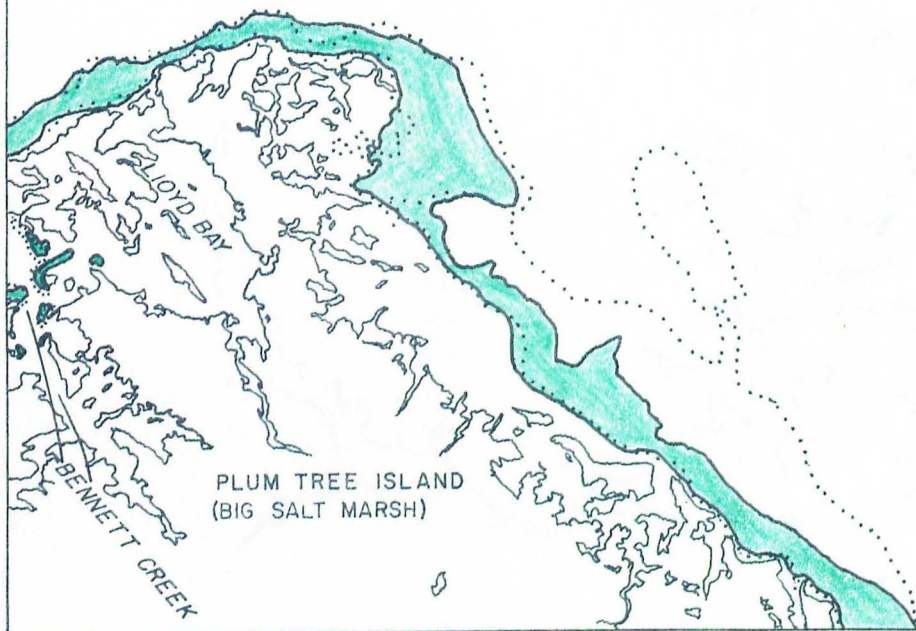 LLOYD BAY
PLUM TREE ISLAND
(BIG SALT MARSH)
BENNETT CREEK